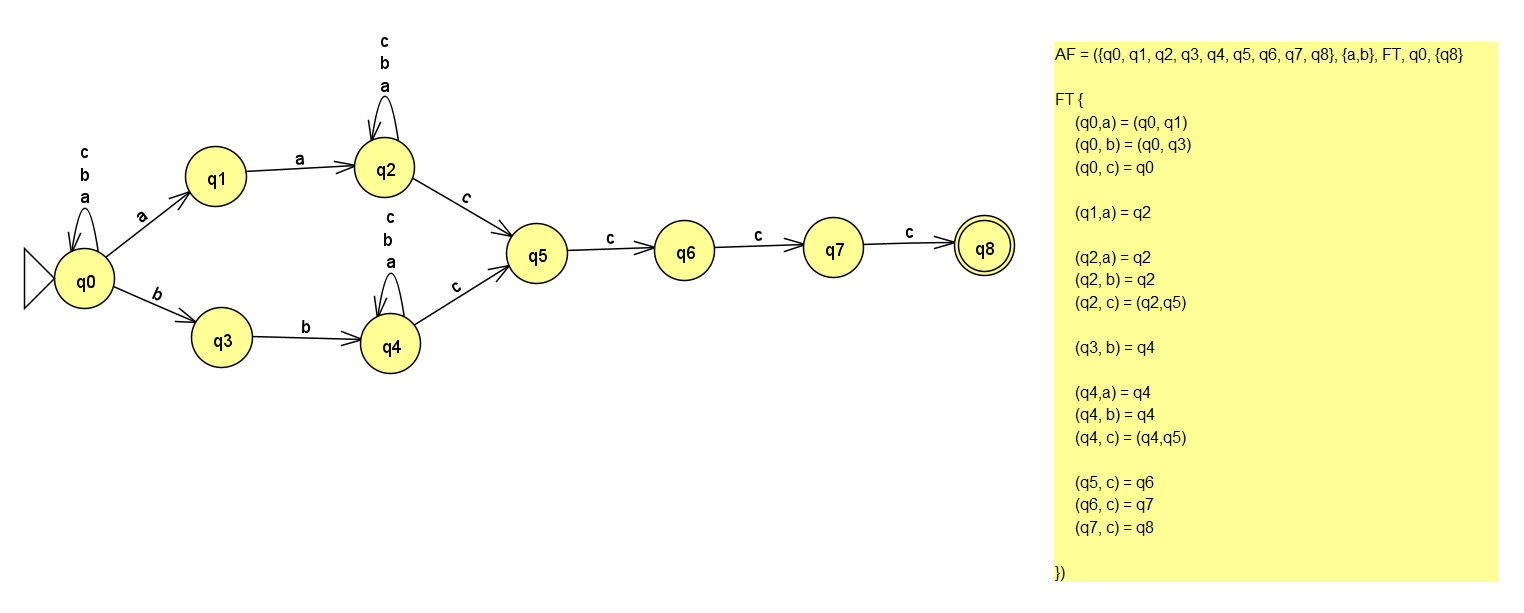 c
b
a
c
b
a
q0
a
q1
a
q2
c
b
q3
b
c
b
a
q4
c
q5
c
q6
c
q7
c
q8
AF = ({q0, q1, q2, q3, q4, q5, q6, q7, q8}, {a,b}, FT, q0, {q8}
FT {
(q0,a) = (q0, q1)
(q0, b) = (q0, q3)
(q0, c) = q0
(q1,a) = q2
(q2,a) = q2
(q2, b) = q2
(q2, c) = (q2,q5)
(q3, b) = q4
(q4,a) = q4
(q4, b) = q4
(q4, c) = (q4,q5)
(q5, c) = q6
(q6, c) = q7
(q7, c) = q8
})